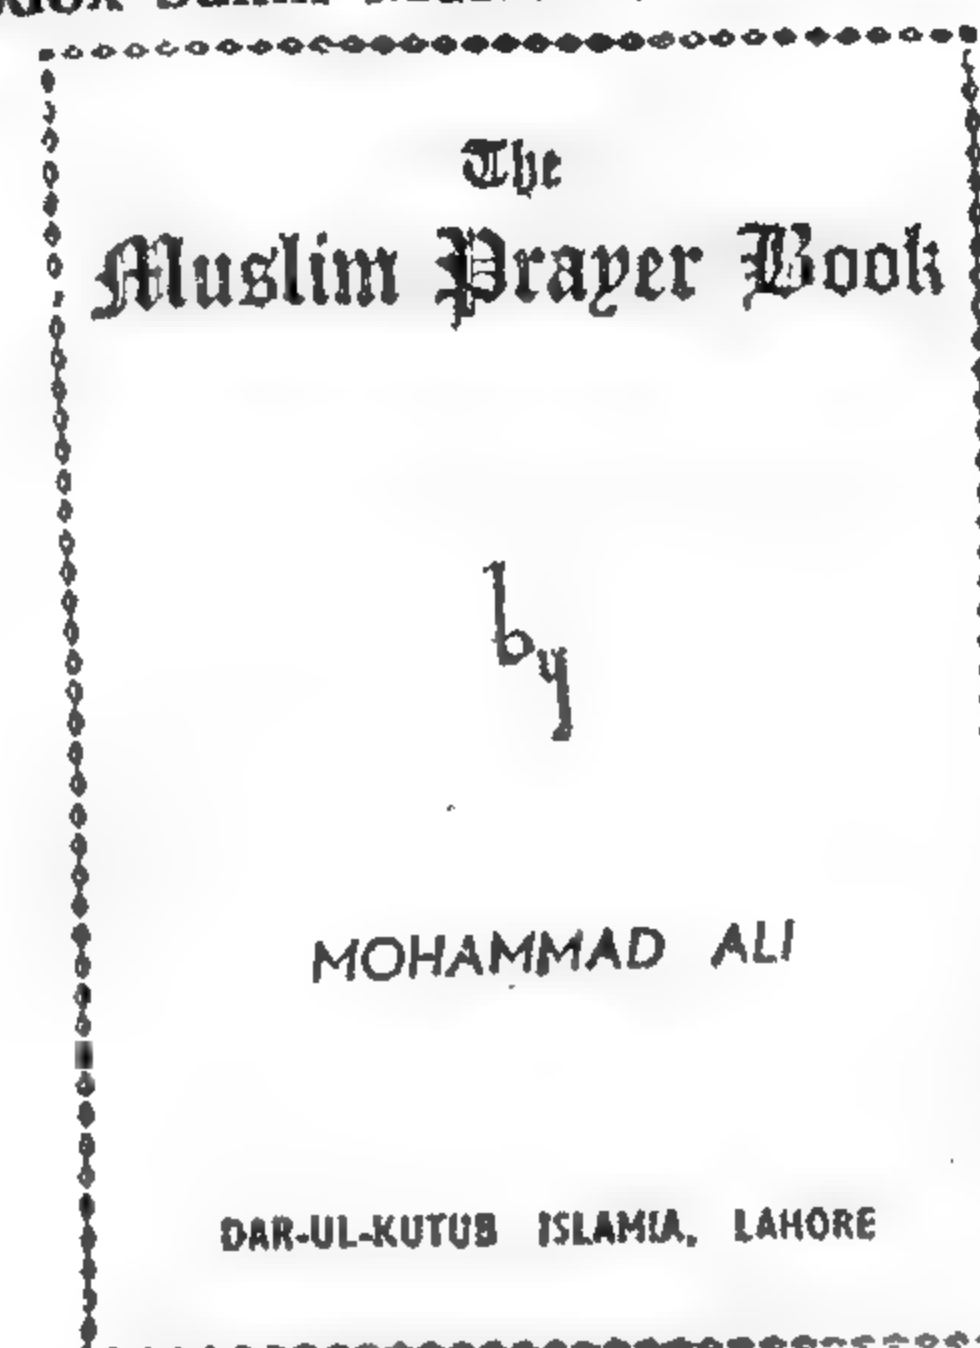 The
Muslim Prayer Book
by
MOHAMMAD ALI
DAR-UL-KUTUB ISLAMIA, LAHORE